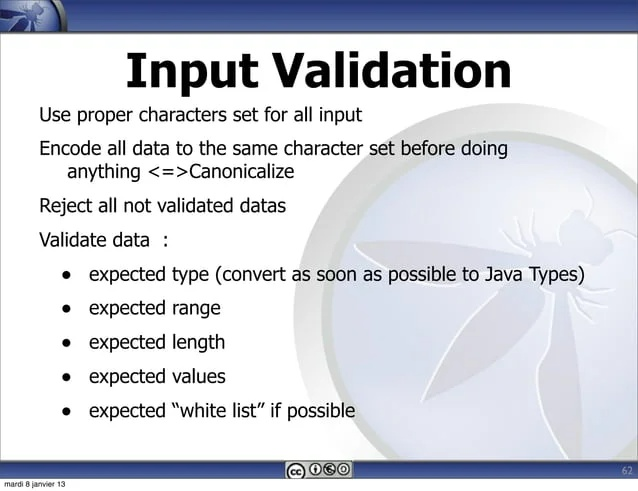 Input Validation
Use proper characters set for all input
Encode all data to the same character set before doing
anything <=>Canonicalize
Reject all not validated datas
Validate data :
• expected type (convert as soon as possible to Java Types)
• expected range
• expected length
• expected values
• expected “white list” if possible
cc
62
mardi 8 janvier 13